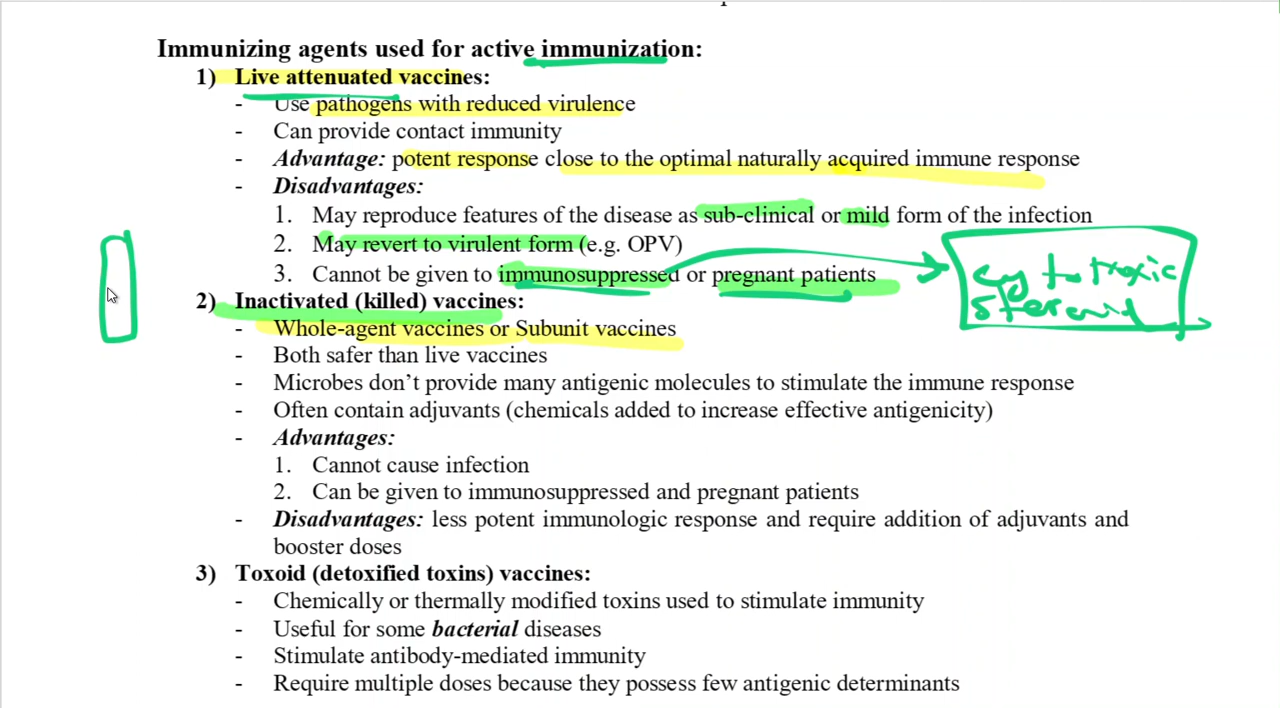 Immunizing agents used for active immunization:
1) Live attenuated vaccines:
- Use pathogens with reduced virulence
- Can provide contact immunity
- Advantage: potent response close to the optimal naturally acquired immune response
- Disadvantages:
1. May reproduce features of the disease as sub-clinical or mild form of the infection
2. May revert to virulent form (e.g. OPV)
3. Cannot be given to immunosuppressed or pregnant patients
cytotoxic
steroid
2) Inactivated (killed) vaccines:
- Whole-agent vaccines or Subunit vaccines
- Both safer than live vaccines
- Microbes don’t provide many antigenic molecules to stimulate the immune response
- Often contain adjuvants (chemicals added to increase effective antigenicity)
- Advantages:
1. Cannot cause infection
2. Can be given to immunosuppressed and pregnant patients
- Disadvantages: less potent immunologic response and require addition of adjuvants and
booster doses
3) Toxoid (detoxified toxins) vaccines:
- Chemically or thermally modified toxins used to stimulate immunity
- Useful for some bacterial diseases
- Stimulate antibody-mediated immunity
- Require multiple doses because they possess few antigenic determinants